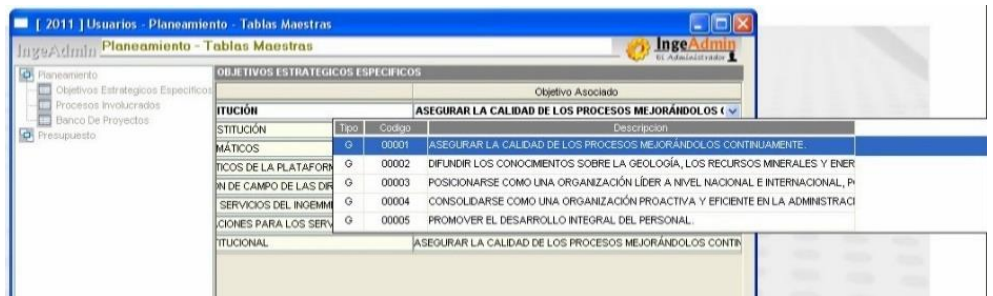 [ 2011 ] Usuarios - Planeamiento - Tablas Maestras
IngeAdmin Planeamiento - Tablas Maestras
IngeAdmin
El Administrador
Planeamiento
Objetivos Estrategicos Especificos
Procesos Involucrados
Banco De Proyectos
Presupuesto
OBJETIVOS ESTRATEGICOS ESPECIFICOS
Objetivo Asociado
ITUCIÓN ASEGURAR LA CALIDAD DE LOS PROCESOS MEJORÁNDOLOS
STITUCIÓN
MÁTICOS
TICOS DE LA PLATAFORM
N DE CAMPO DE LAS DIR
SERVICIOS DEL INGEMM
CIONES PARA LOS SERV
TITUCIONAL ASEGURAR LA CALIDAD DE LOS PROCESOS MEJORÁNDOLOS CONTIN
Tipo Codigo Descripcion
G 00001 ASEGURAR LA CALIDAD DE LOS PROCESOS MEJORÁNDOLOS CONTINUAMENTE.
G 00002 DIFUNDIR LOS CONOCIMIENTOS SOBRE LA GEOLOGÍA, LOS RECURSOS MINERALES Y ENER
G 00003 POSICIONARSE COMO UNA ORGANIZACIÓN LÍDER A NIVEL NACIONAL E INTERNACIONAL, P
G 00004 CONSOLIDARSE COMO UNA ORGANIZACIÓN PROACTIVA Y EFICIENTE EN LA ADMINISTRACI
G 00005 PROMOVER EL DESARROLLO INTEGRAL DEL PERSONAL.